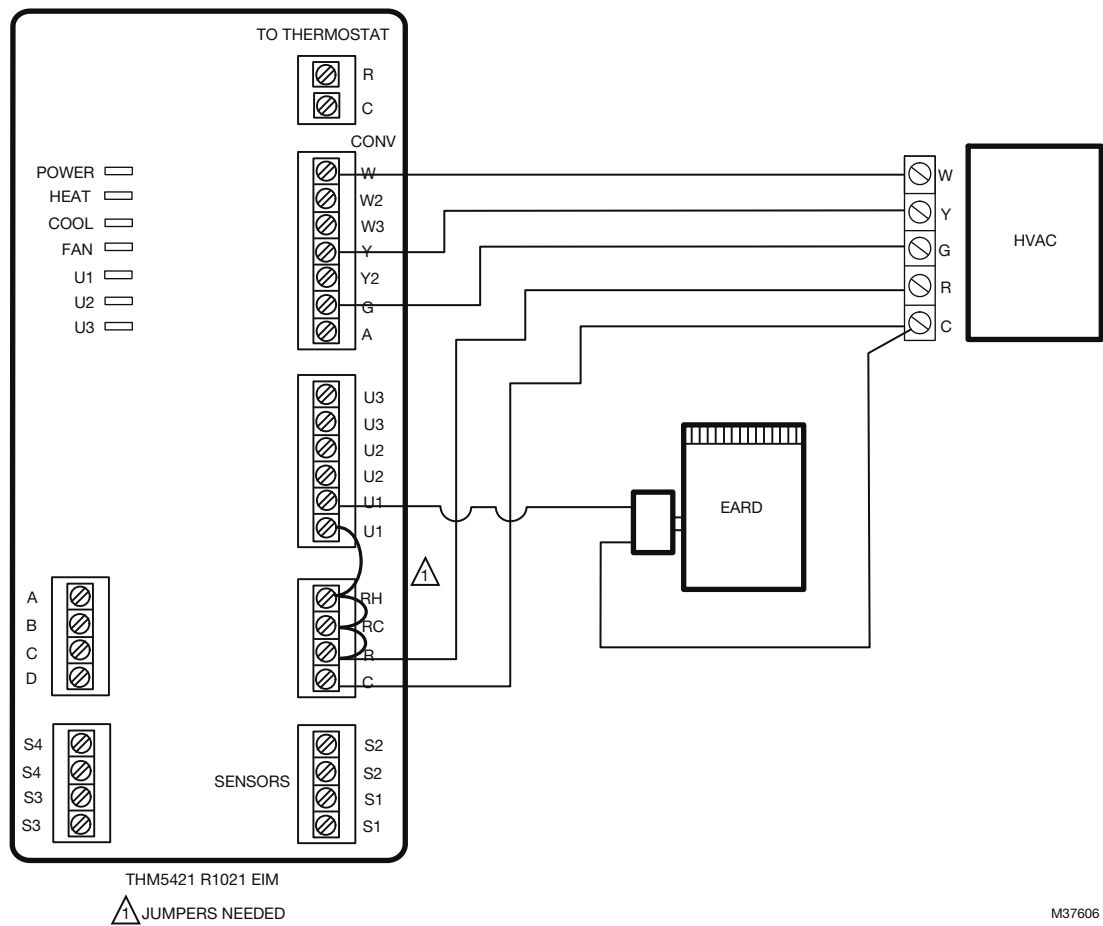 TO THERMOSTAT
R
C
CONV
W
W2
W3
Y
Y2
G
A
POWER
HEAT
COOL
FAN
U1
U2
U3
U3
U3
U2
U2
U1
U1
1
RH
RC
R
C
A
B
C
D
S4
S4
S3
S3
SENSORS
S2
S2
S1
S1
W
Y
G
R
C
HVAC
EARD
THM5421 R1021 EIM
1 JUMPERS NEEDED
M37606